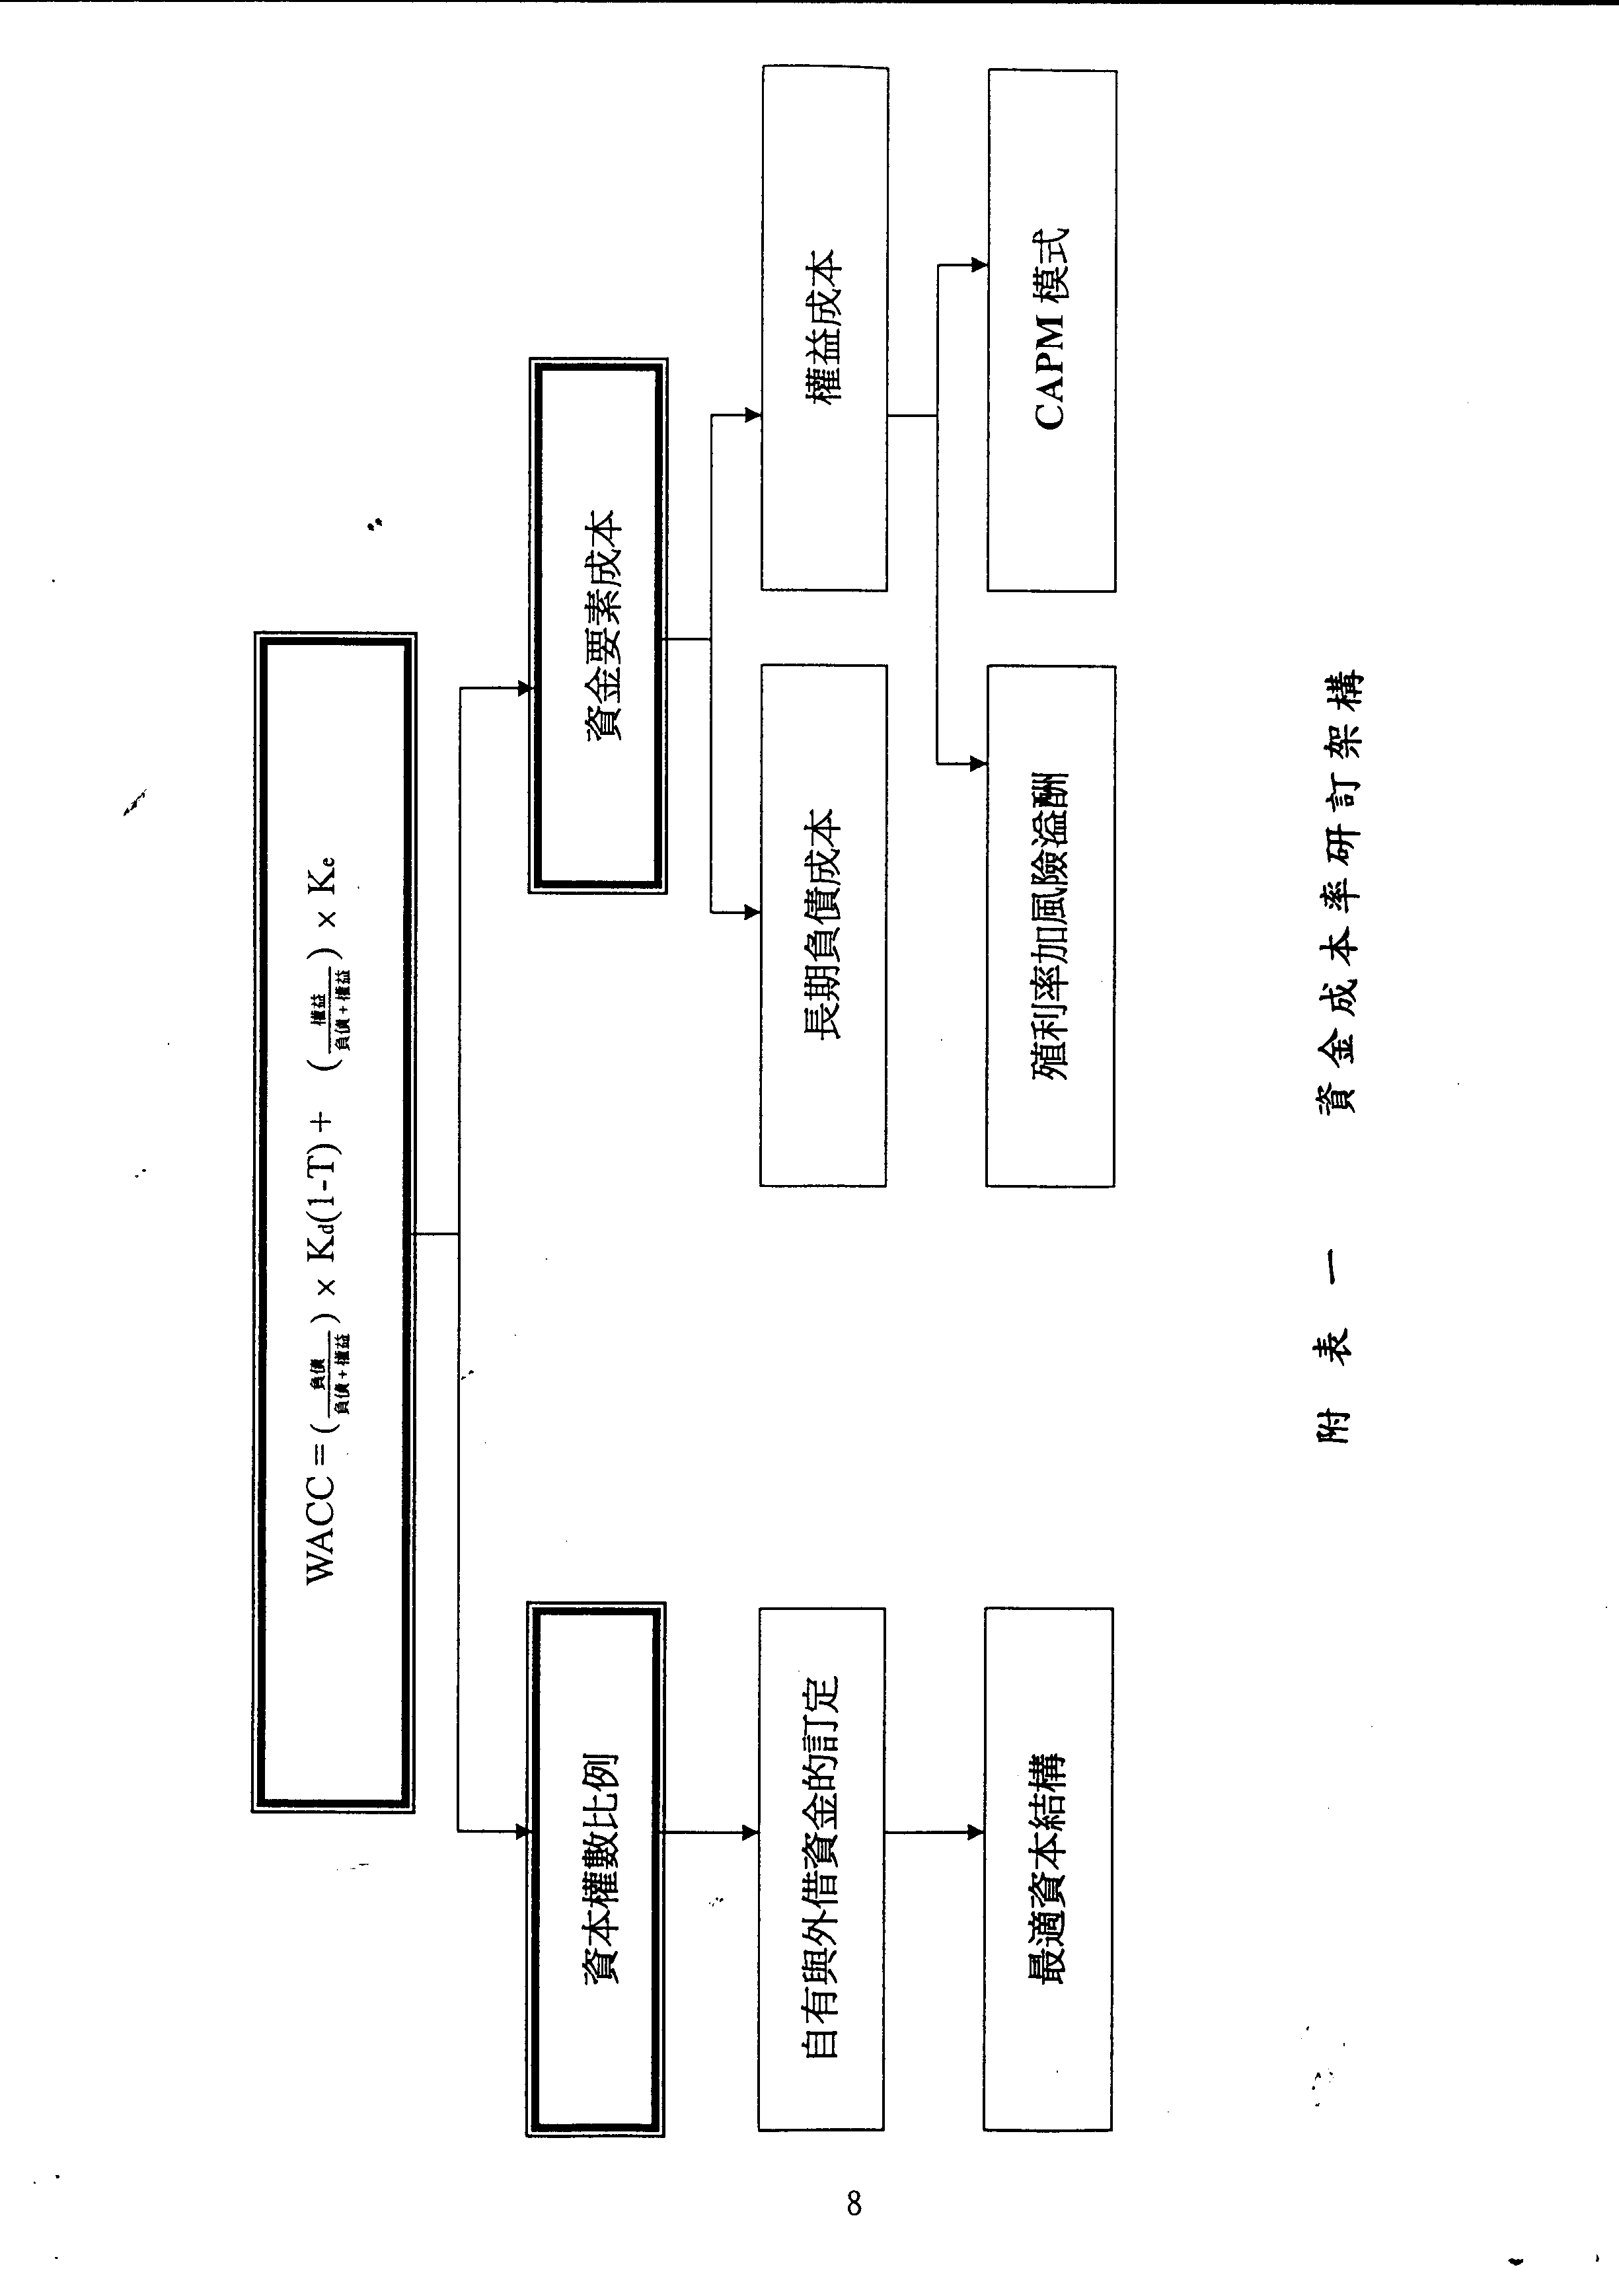 WACC = (負債/負債+權益) × Kd(1-T) + (權益/負債+權益) × Ke
資本權數比例
資金要素成本
自有與外借資金的訂定
長期負債成本
權益成本
最適資本結構
殖利率加風險溢酬
CAPM 模式
附表一 資金成本率研訂架構
8